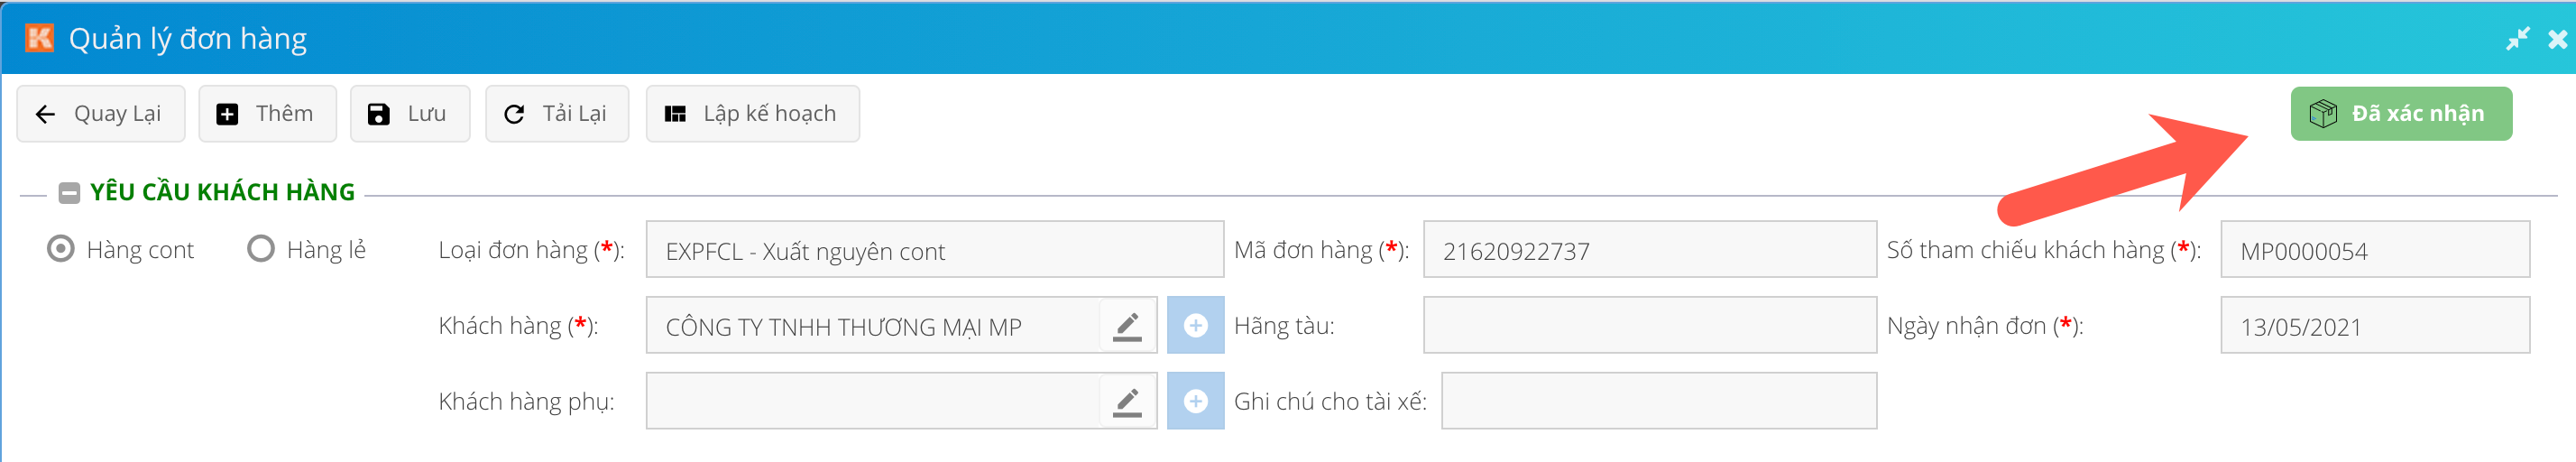 K Quản lý đơn hàng
Quay Lại Thêm Lưu Tải Lại Lập kế hoạch Đã xác nhận
YÊU CẦU KHÁCH HÀNG
Hàng cont Hàng lẻ Loại đơn hàng (*): EXPFCL - Xuất nguyên cont Mã đơn hàng (*): 21620922737 Số tham chiếu khách hàng (*): MP0000054
Khách hàng (*): CÔNG TY TNHH THƯƠNG MẠI MP Hãng tàu: Ngày nhận đơn (*): 13/05/2021
Khách hàng phụ: Ghi chú cho tài xế: